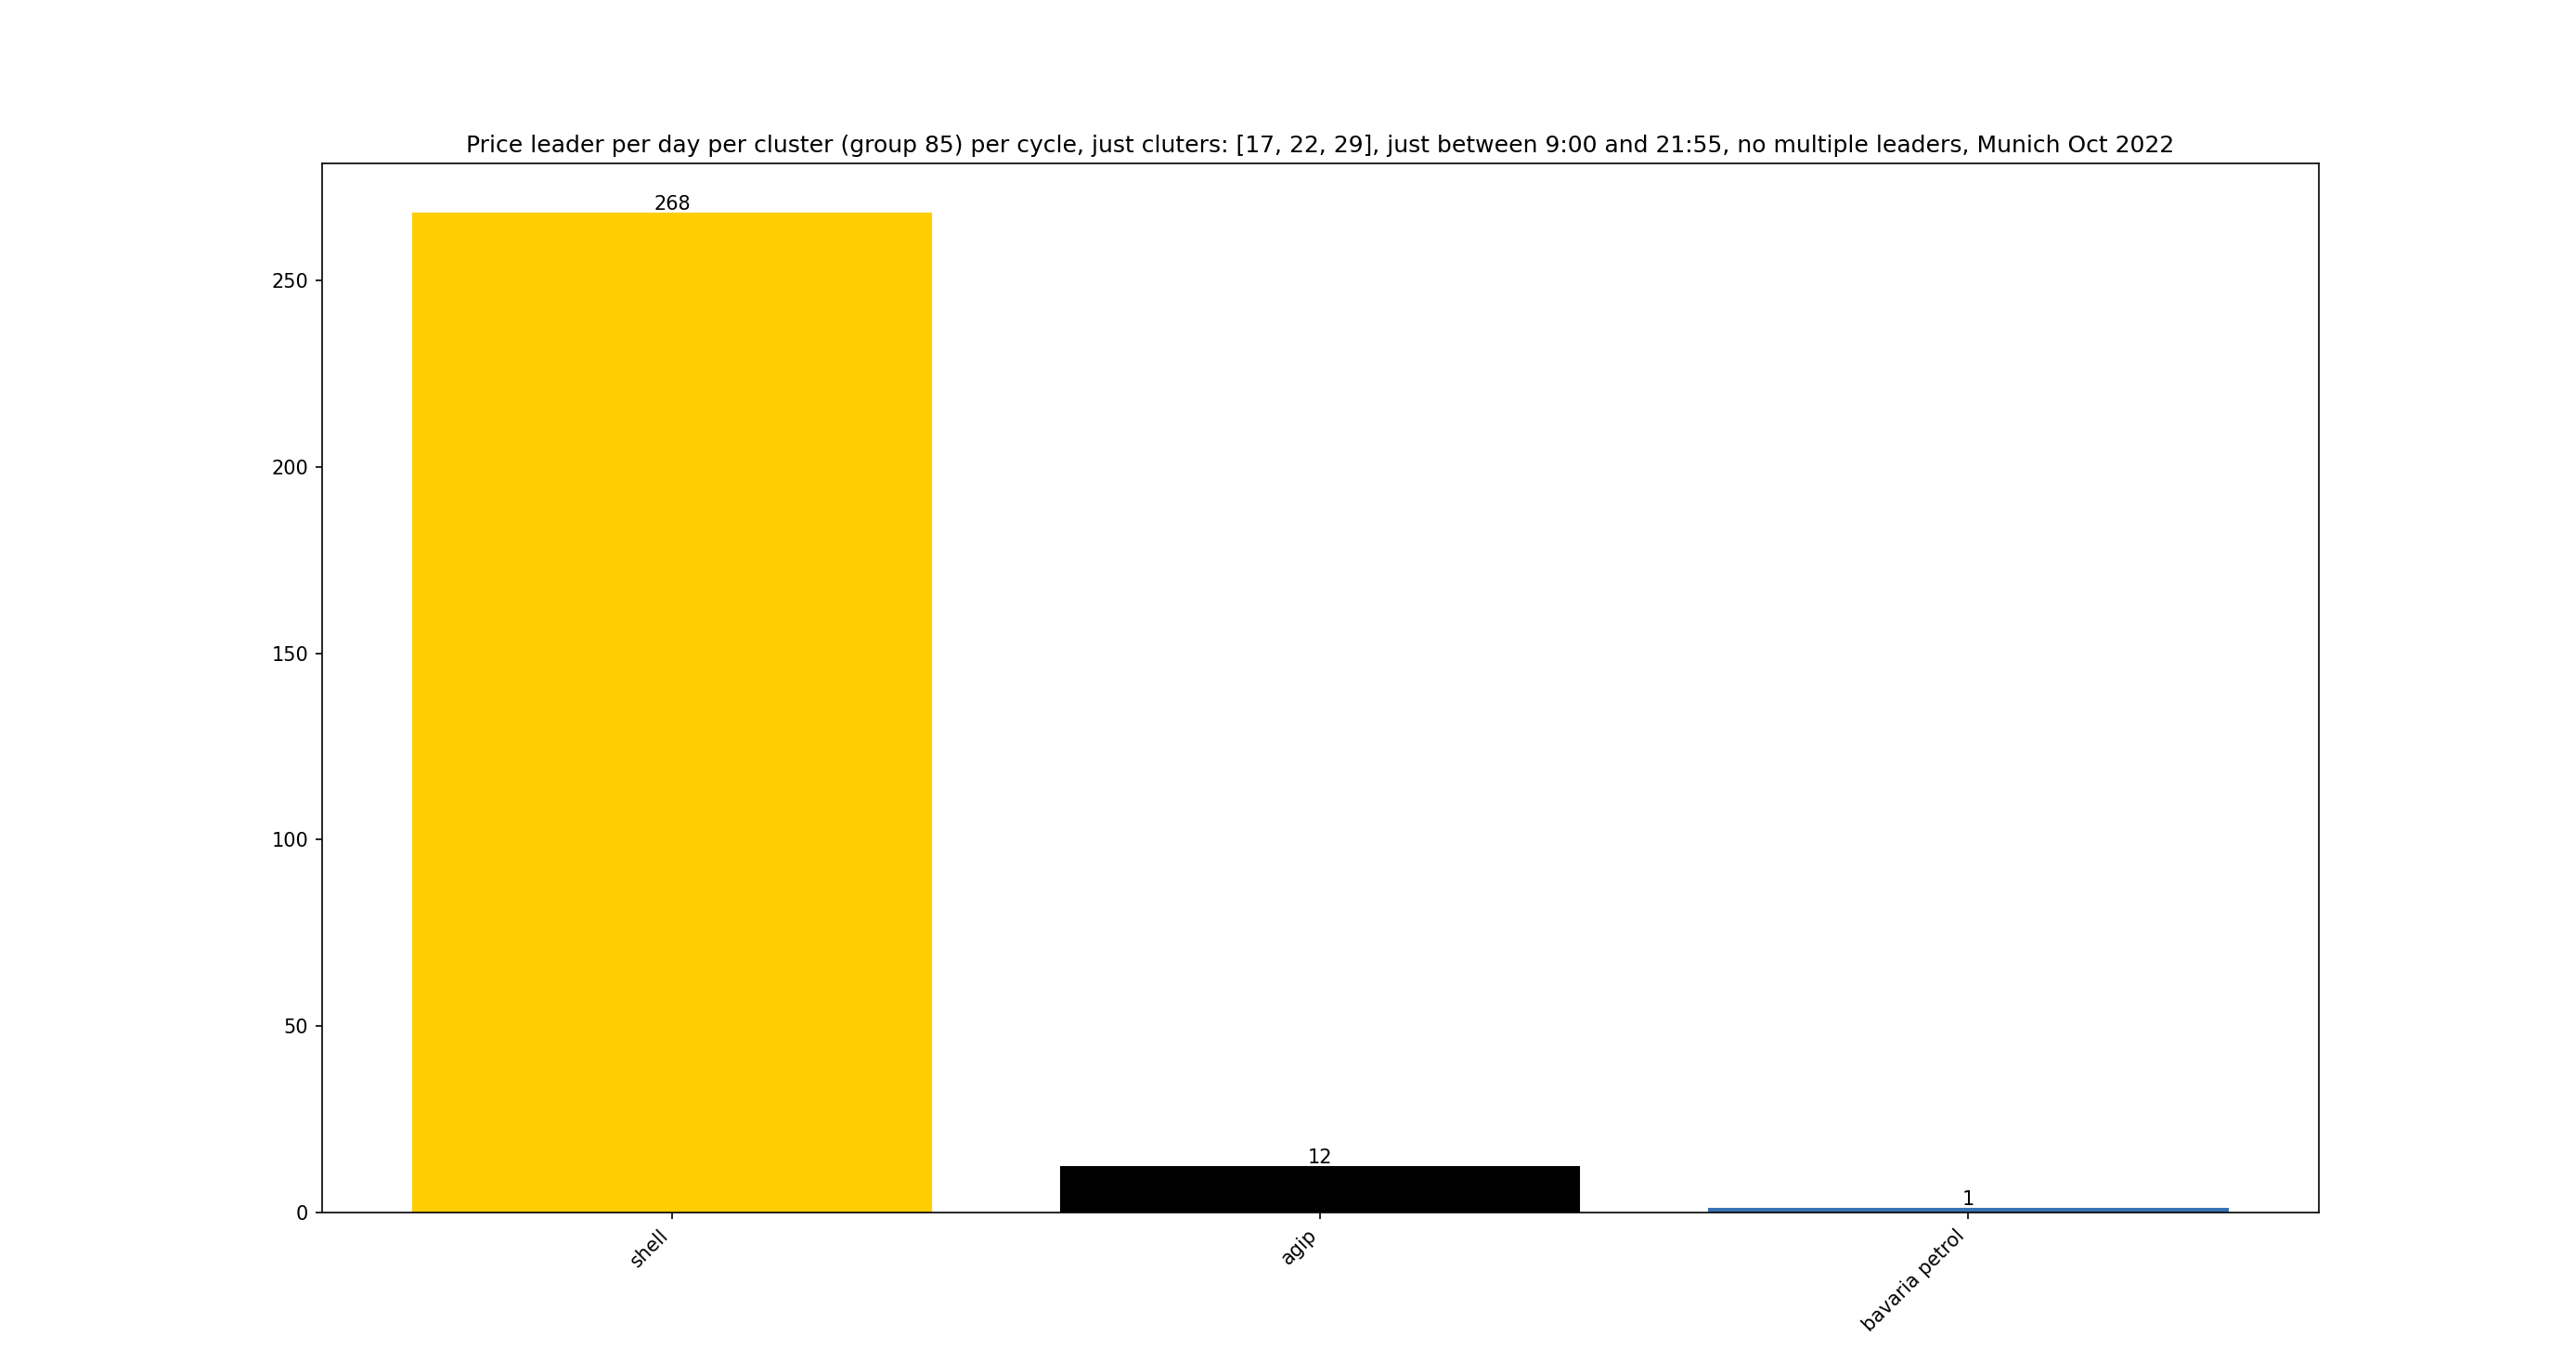 Price leader per day per cluster (group 85) per cycle, just cluters: [17, 22, 29], just between 9:00 and 21:55, no multiple leaders, Munich Oct 2022
268
250
200
150
100
50
12
1
0
shell
agip
bavaria petrol